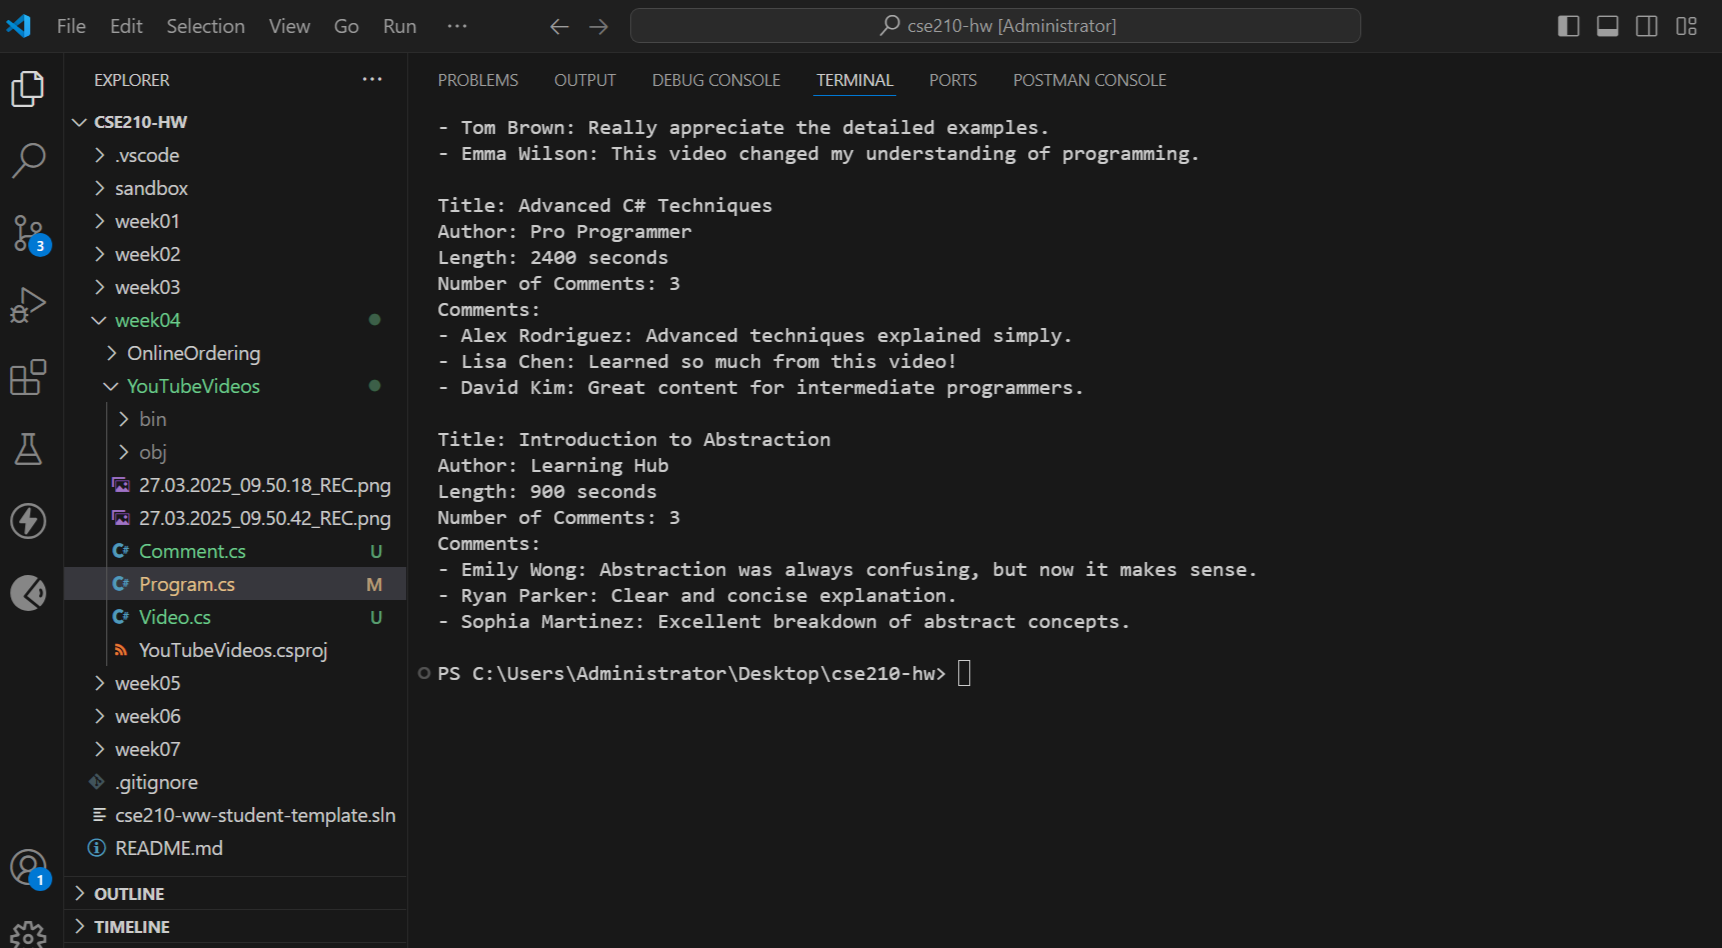 File Edit Selection View Go Run ···
cse210-hw [Administrator]
EXPLORER ···
CSE210-HW
.vscode
sandbox
week01
week02
week03
week04
OnlineOrdering
YouTubeVideos
bin
obj
27.03.2025_09.50.18_REC.png
27.03.2025_09.50.42_REC.png
Comment.cs U
Program.cs M
Video.cs U
YouTubeVideos.csproj
week05
week06
week07
.gitignore
cse210-ww-student-template.sln
README.md
OUTLINE
TIMELINE
3
1
PROBLEMS OUTPUT DEBUG CONSOLE TERMINAL PORTS POSTMAN CONSOLE
- Tom Brown: Really appreciate the detailed examples.
- Emma Wilson: This video changed my understanding of programming.
Title: Advanced C# Techniques
Author: Pro Programmer
Length: 2400 seconds
Number of Comments: 3
Comments:
- Alex Rodriguez: Advanced techniques explained simply.
- Lisa Chen: Learned so much from this video!
- David Kim: Great content for intermediate programmers.
Title: Introduction to Abstraction
Author: Learning Hub
Length: 900 seconds
Number of Comments: 3
Comments:
- Emily Wong: Abstraction was always confusing, but now it makes sense.
- Ryan Parker: Clear and concise explanation.
- Sophia Martinez: Excellent breakdown of abstract concepts.
PS C:\Users\Administrator\Desktop\cse210-hw>